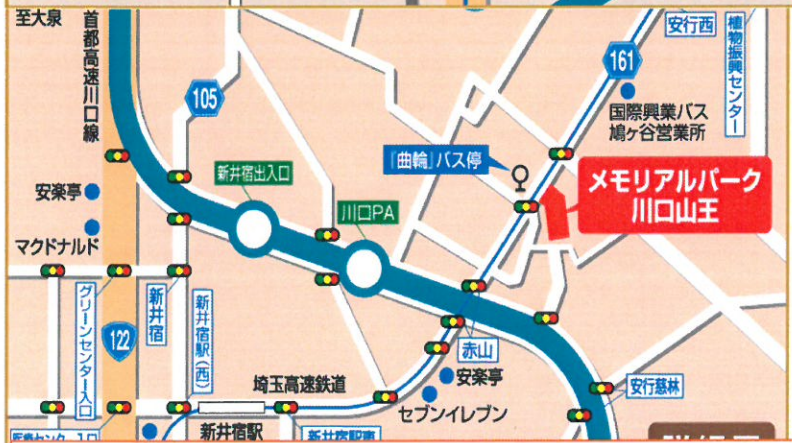 至大泉
首都高速川口線
105
安行西
植物振興センター
161
国際興業バス
鳩ヶ谷営業所
『曲輪』バス停
新井宿出入口
川口PA
メモリアルパーク
川口山王
安楽亭
マクドナルド
グリーンセンター入口
122
新井宿
新井宿駅(西)
赤山
安楽亭
セブンイレブン
埼玉高速鉄道
安行慈林
新井宿駅
新井宿駅東